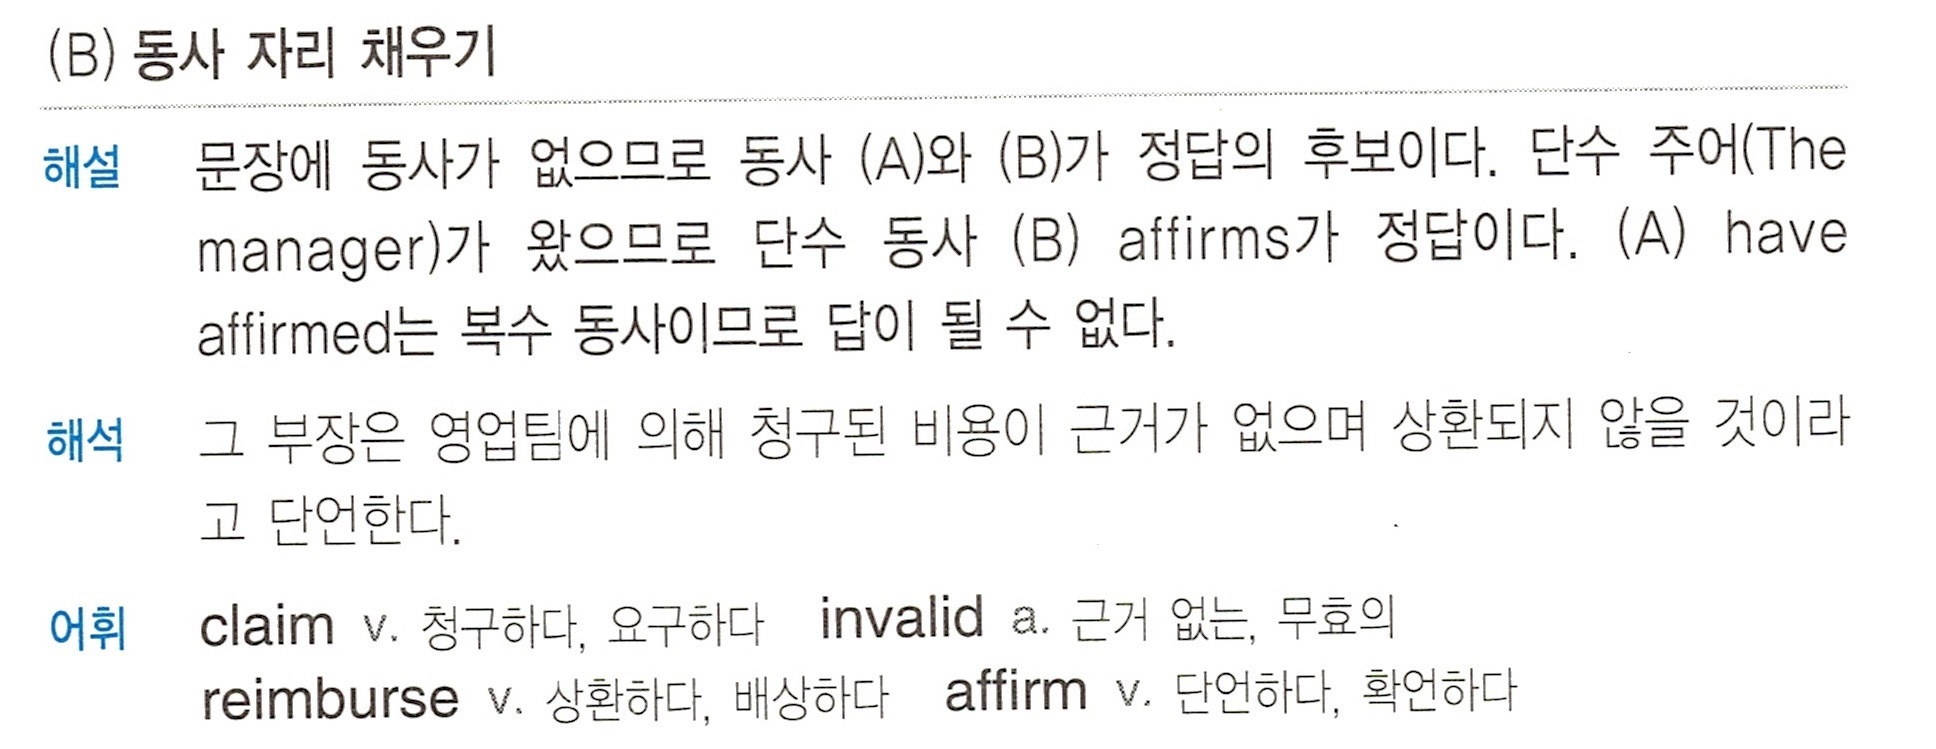 (B) 동사 자리 채우기
해설 문장에 동사가 없으므로 동사 (A)와 (B)가 정답의 후보이다. 단수 주어(The
manager)가 왔으므로 단수 동사 (B) affirms가 정답이다. (A) have
affirmed는 복수 동사이므로 답이 될 수 없다.
해석 그 부장은 영업팀에 의해 청구된 비용이 근거가 없으며 상환되지 않을 것이라
고 단언한다.
어휘 claim v. 청구하다, 요구하다 invalid a. 근거 없는, 무효의
reimburse v. 상환하다, 배상하다 affirm v. 단언하다, 확언하다